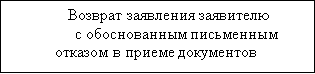 Возврат заявления заявителю
с обоснованным письменным
отказом в приеме документов